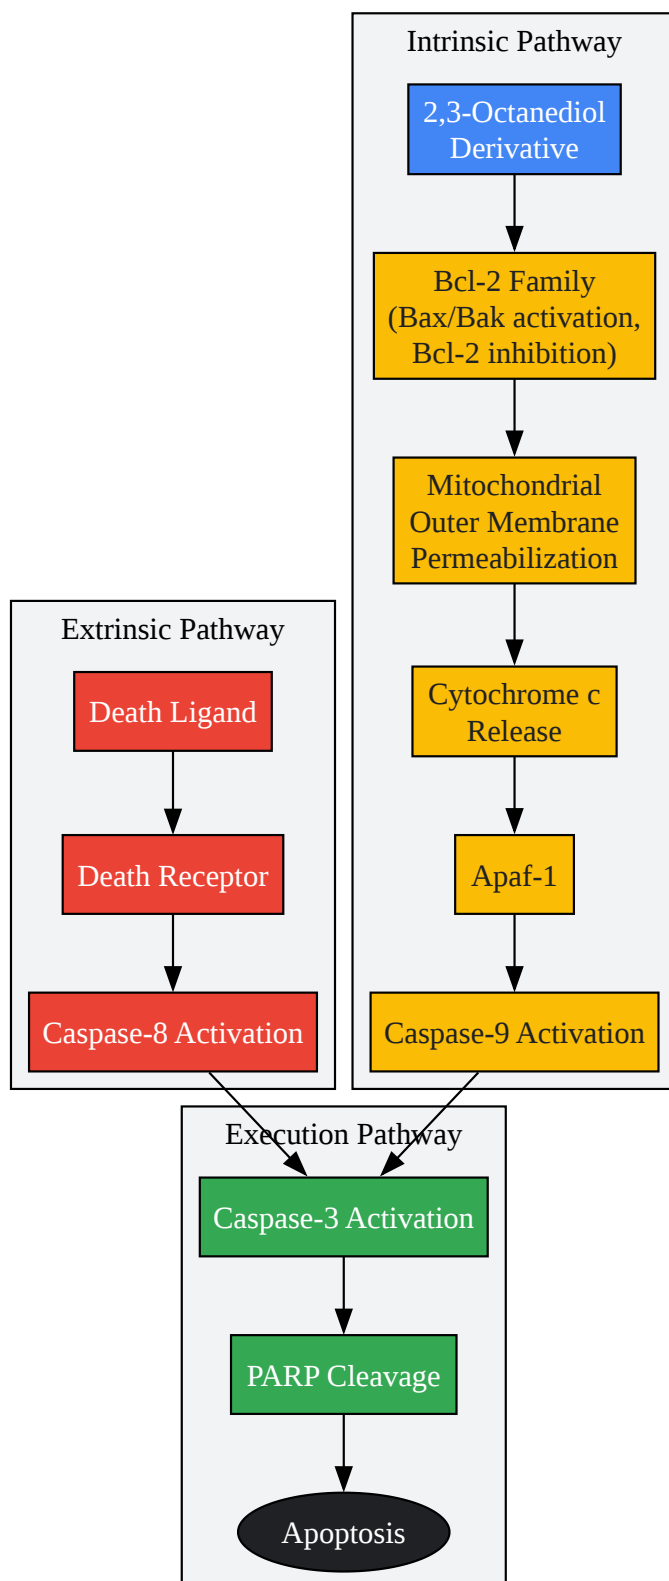 Intrinsic Pathway
2,3-Octanediol
Derivative
Bcl-2 Family
(Bax/Bak activation,
Bcl-2 inhibition)
Mitochondrial
Outer Membrane
Permeabilization
Cytochrome c
Release
Apaf-1
Caspase-9 Activation
Extrinsic Pathway
Death Ligand
Death Receptor
Caspase-8 Activation
Execution Pathway
Caspase-3 Activation
PARP Cleavage
Apoptosis